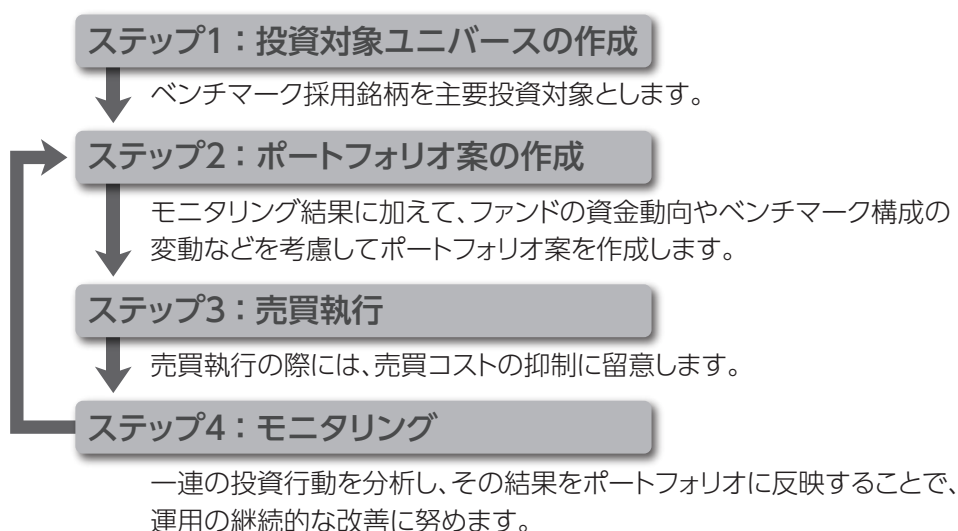 ステップ1：投資対象ユニバースの作成
ベンチマーク採用銘柄を主要投資対象とします。
ステップ2：ポートフォリオ案の作成
モニタリング結果に加えて、ファンドの資金動向やベンチマーク構成の
変動などを考慮してポートフォリオ案を作成します。
ステップ3：売買執行
売買執行の際には、売買コストの抑制に留意します。
ステップ4：モニタリング
一連の投資行動を分析し、その結果をポートフォリオに反映することで、
運用の継続的な改善に努めます。